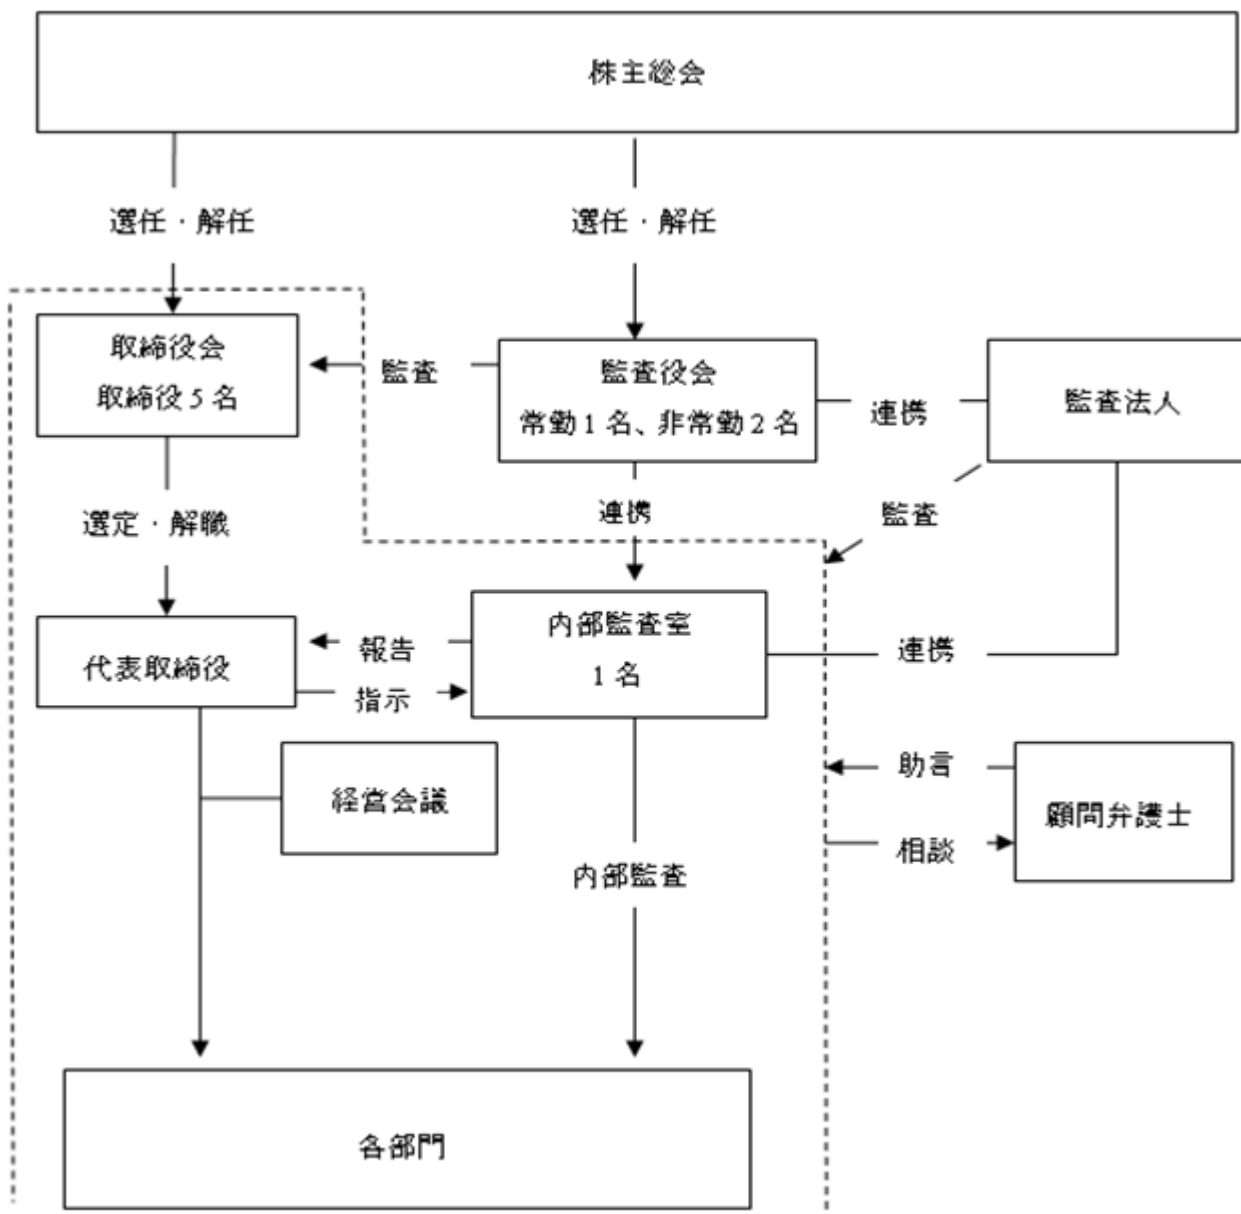 株主総会
選任・解任
選任・解任
取締役会
取締役5名
監査
監査役会
常勤1名、非常勤2名
連携
監査法人
選定・解職
連携
監査
代表取締役
報告
指示
内部監査室
1名
連携
経営会議
助言
相談
顧問弁護士
内部監査
各部門